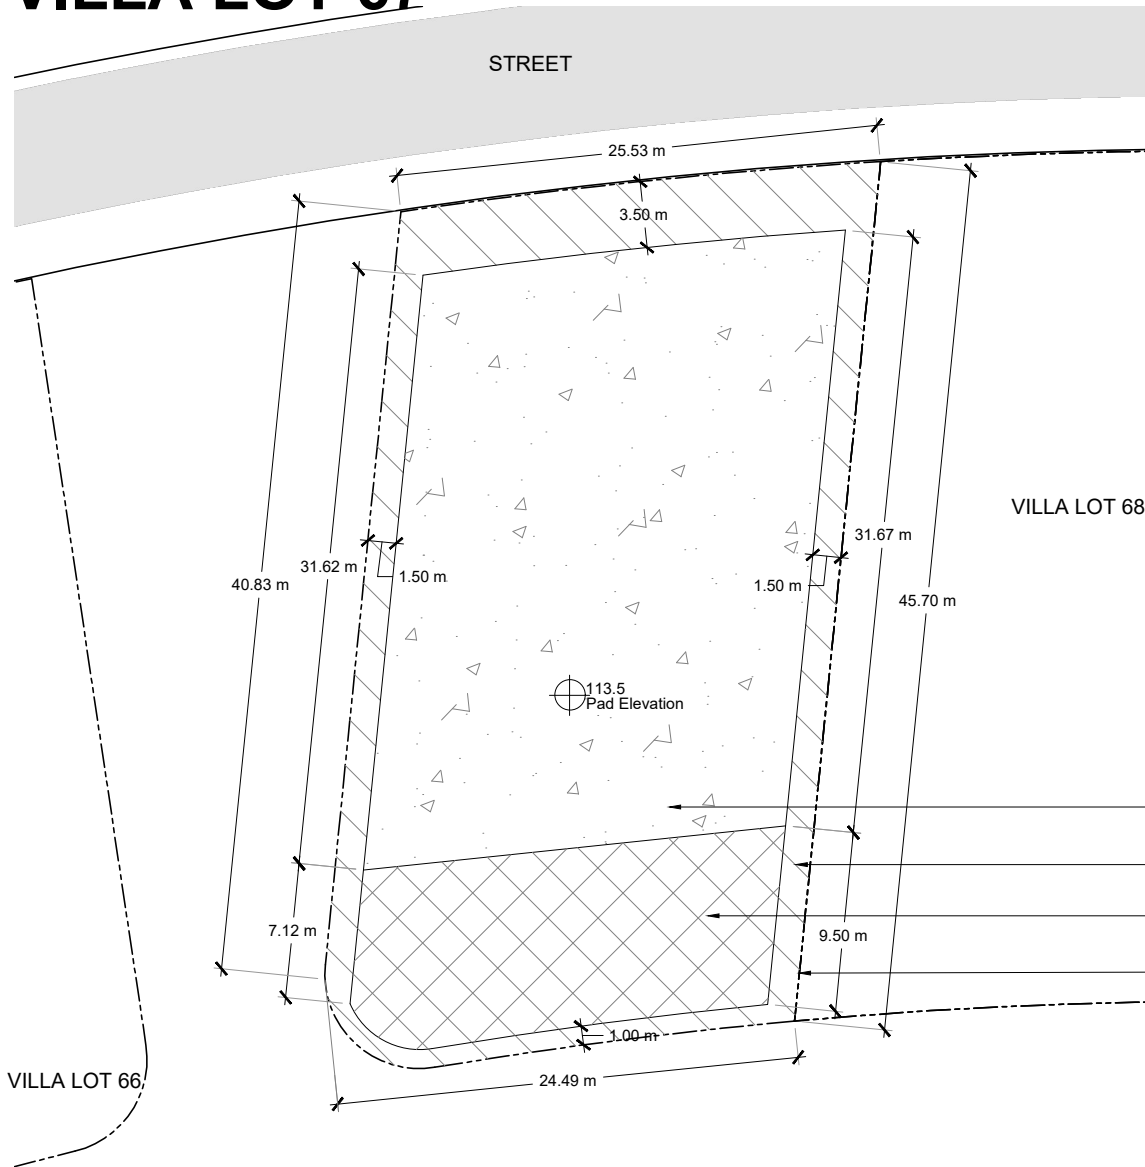 VILLA LOT 67
STREET
25.53 m
3.50 m
VILLA LOT 68
31.67 m
31.62 m
1.50 m
1.50 m
40.83 m
45.70 m
113.5
Pad Elevation
7.12 m
9.50 m
1.00 m
24.49 m
VILLA LOT 66